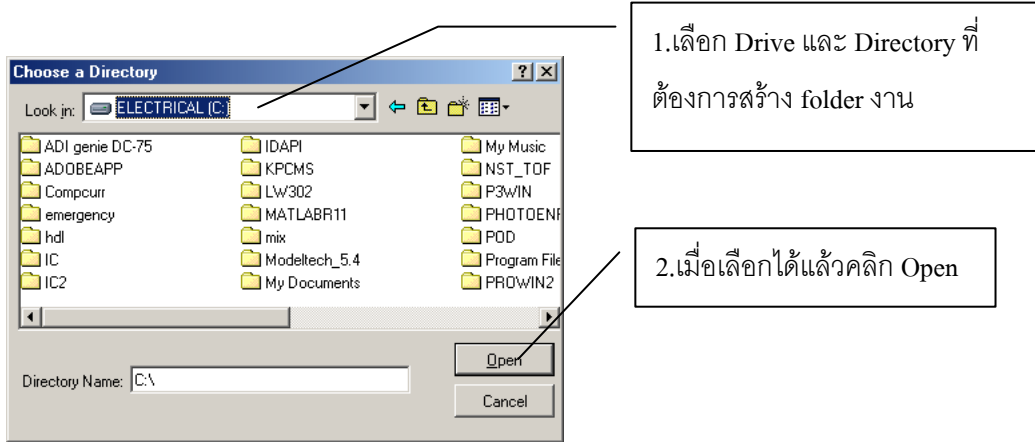 1.เลือก Drive และ Directory ที่
ต้องการสร้าง folder งาน
Choose a Directory
Look in: ELECTRICAL (C:)
ADI genie DC-75
ADOBEAPP
Compcurr
emergency
hdl
IC
IC2
IDAPI
KPCMS
LW302
MATLABR11
mix
Modeltech_5.4
My Documents
My Music
NST_TOF
P3WIN
PHOTOENF
POD
Program File
PROWIN2
2.เมื่อเลือกได้แล้วคลิก Open
Open
Directory Name: C:\
Cancel